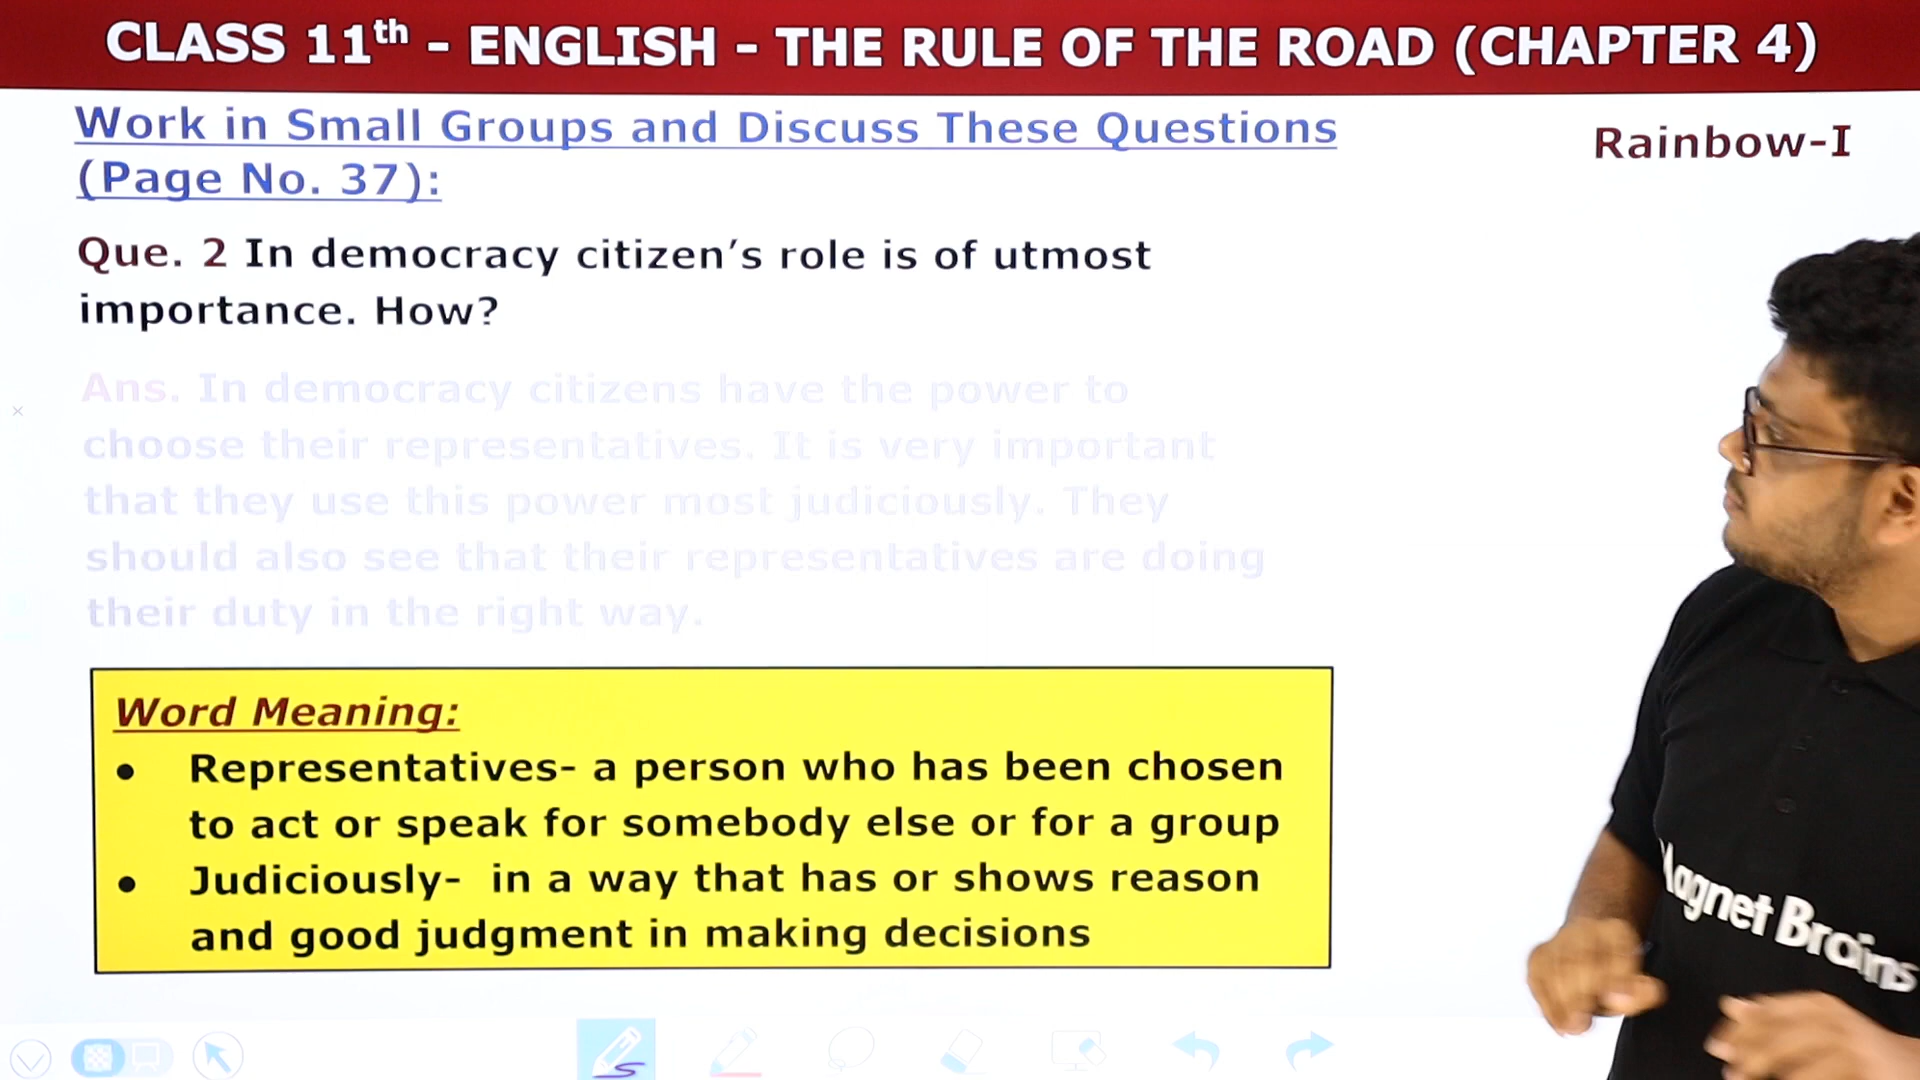 CLASS 11th - ENGLISH - THE RULE OF THE ROAD (CHAPTER 4)
Work in Small Groups and Discuss These Questions
(Page No. 37):
Rainbow-I
Que. 2 In democracy citizen's role is of utmost
importance. How?
Ans. In democracy citizens have the power to
choose their representatives. It is very important
that they use this power most judiciously. They
should also see that their representatives are doing
their duty in the right way.
Word Meaning:
• Representatives- a person who has been chosen
to act or speak for somebody else or for a group
• Judiciously- in a way that has or shows reason
and good judgment in making decisions
Magnet Brains